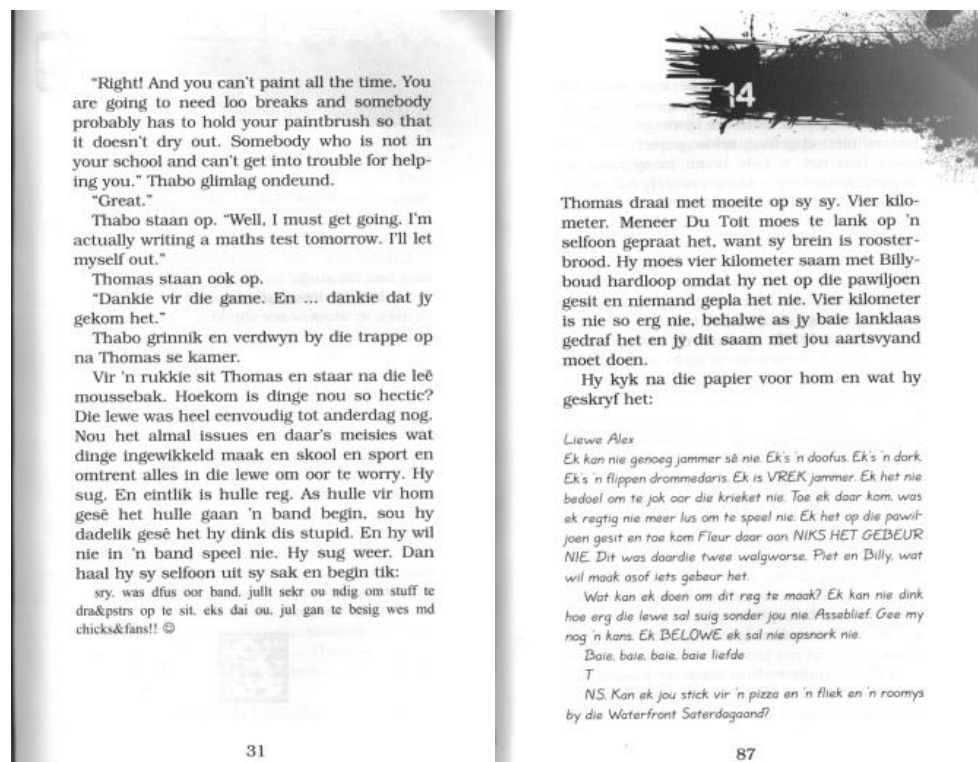 "Right! And you can't paint all the time. You
are going to need loo breaks and somebody
probably has to hold your paintbrush so that
it doesn't dry out. Somebody who is not in
your school and can't get into trouble for help-
ing you." Thabo glimlag ondeund.
"Great."
Thabo staan op. "Well, I must get going. I'm
actually writing a maths test tomorrow. I'll let
myself out."
Thomas staan ook op.
"Dankie vir die game. En ... dankie dat jy
gekom het."
Thabo grinnik en verdwyn by die trappe op
na Thomas se kamer.
Vir 'n rukkie sit Thomas en staar na die leë
moussebak. Hoekom is dinge nou so hectic?
Die lewe was heel eenvoudig tot anderdag nog.
Nou het almal issues en daar's meisies wat
dinge ingewikkeld maak en skool en sport en
omtrent alles in die lewe om oor te worry. Hy
sug. En eintlik is hulle reg. As hulle vir hom
gesê het hulle gaan 'n band begin, sou hy
dadelik gesê het hy dink dis stupid. En hy wil
nie in 'n band speel nie. Hy sug weer. Dan
haal hy sy selfoon uit sy sak en begin tik:
sry. was dfus oor band. jullt sekr ou ndig om stuff te
dra&pstrs op te sit. eks dai ou. jul gan te besig wes md
chicks&fans!! ☺
31
14
Thomas draai met moeite op sy sy. Vier kilo-
meter. Meneer Du Toit moes te lank op 'n
selfoon gepraat het, want sy brein is rooster-
brood. Hy moes vier kilometer saam met Billy-
boud hardloop omdat hy net op die pawiljoen
gesit en niemand gepla het nie. Vier kilometer
is nie so erg nie, behalwe as jy baie lanklaas
gedraf het en jy dit saam met jou aartsvyand
moet doen.
Hy kyk na die papier voor hom en wat hy
geskryf het:
Liewe Alex
Ek kan nie genoeg jammer sê nie. Ek's 'n doofus. Ek's 'n dork.
Ek's 'n flippen drommedaris. Ek is VREK jammer. Ek het nie
bedoel om te jok oor die krieket nie. Toe ek daar kom, was
ek regtig nie meer lus om te speel nie. Ek het op die pawil-
joen gesit en toe kom Fleur daar aan. NIKS HET GEBEUR
NIE. Dit was daardie twee walgworse, Piet en Billy, wat
wil maak asof iets gebeur het.
Wat kan ek doen om dit reg te maak? Ek kan nie dink
hoe erg die lewe sal suig sonder jou nie. Asseblief. Gee my
nog 'n kans. Ek BELOWE ek sal nie opsnork nie.
Baie, baie, baie, baie liefde
T
NS. Kan ek jou stick vir 'n pizza en 'n fliek en 'n roomys
by die Waterfront Saterdagaand?
87